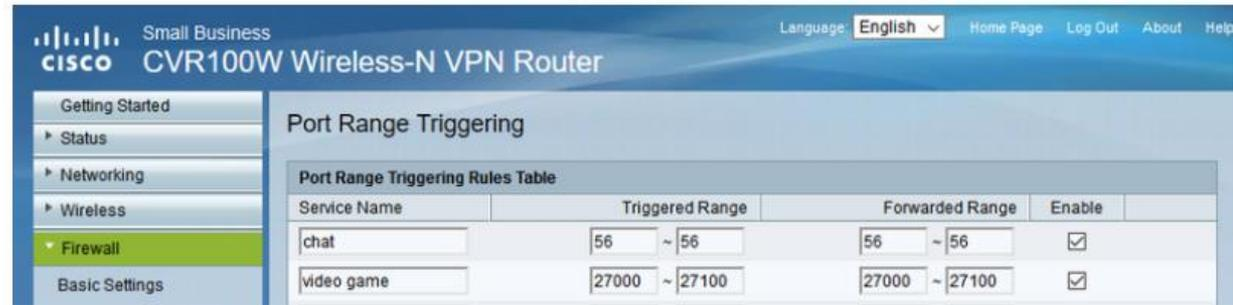 Small Business
Language: English Home Page Log Out About Help
CISCO CVR100W Wireless-N VPN Router
Getting Started
Status
Networking
Wireless
Firewall
Basic Settings
Port Range Triggering
Port Range Triggering Rules Table
Service Name Triggered Range Forwarded Range Enable
chat 56 ~ 56 56 ~ 56
video game 27000 ~ 27100 27000 ~ 27100